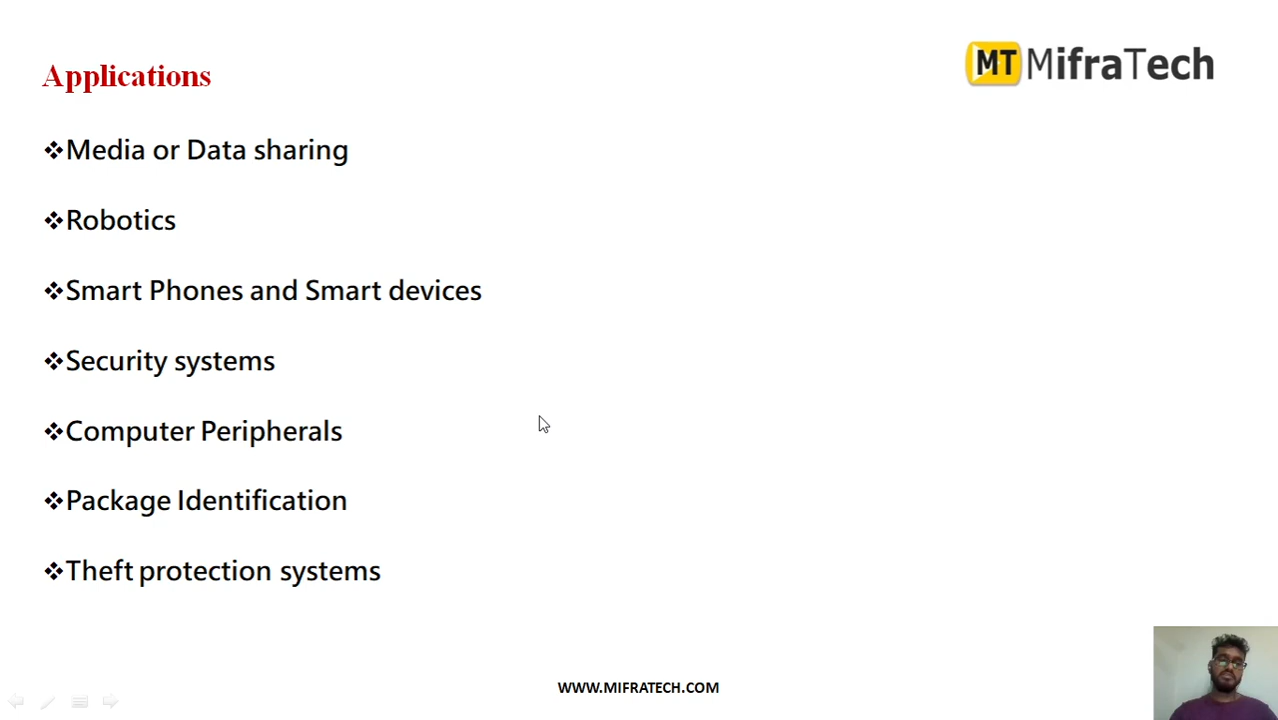 Applications
MT MifraTech
❖Media or Data sharing
❖Robotics
❖Smart Phones and Smart devices
❖Security systems
❖Computer Peripherals
❖Package Identification
❖Theft protection systems
WWW.MIFRATECH.COM